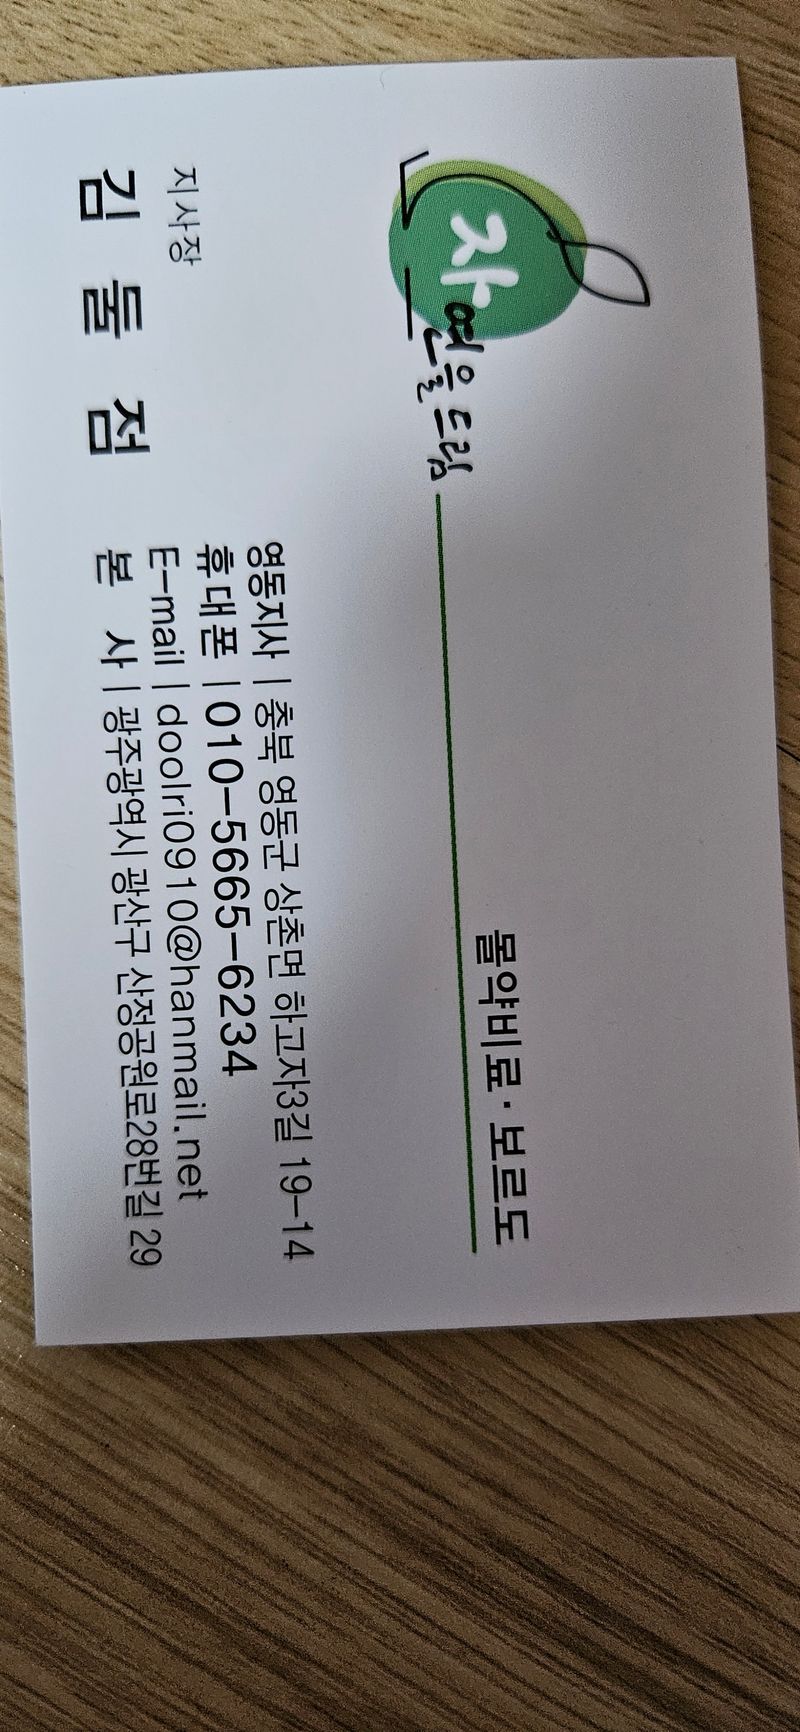 자연을드림
물약비료·보르도
지사장
김돌점
영동지사 | 충북 영동군 상촌면 하고자3길 19-14
휴대폰 | 010-5665-6234
E-mail | doolri0910@hanmail.net
본 사 | 광주광역시 광산구 산정공원로28번길 29